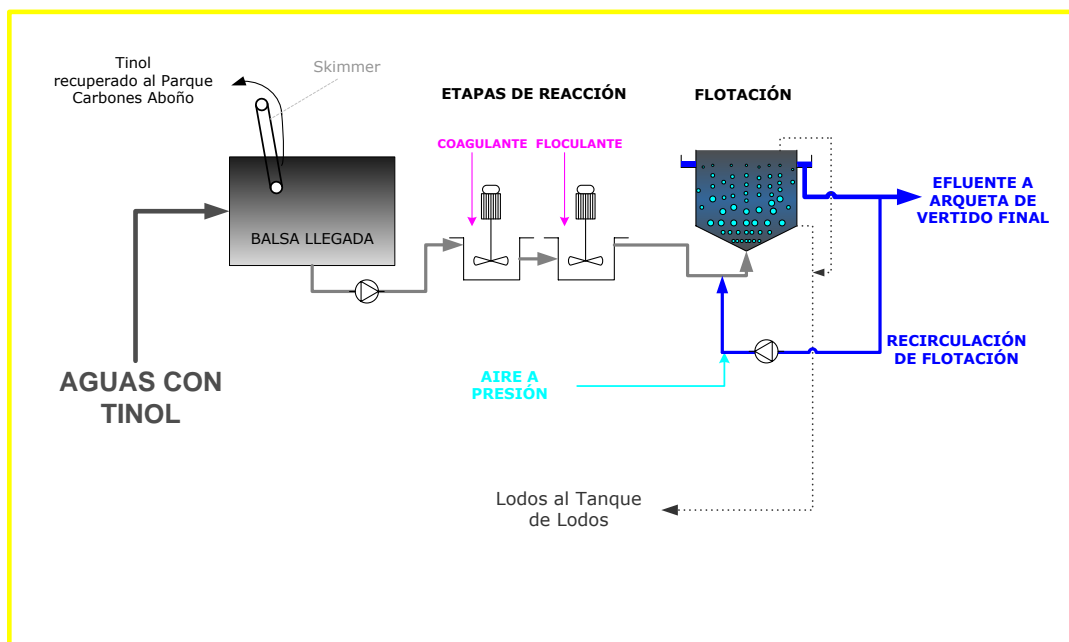 Tinol
recuperado al Parque
Carbones Aboño
Skimmer
ETAPAS DE REACCIÓN
FLOTACIÓN
COAGULANTE
FLOCULANTE
BALSA LLEGADA
EFLUENTE A
ARQUETA DE
VERTIDO FINAL
AGUAS CON
TINOL
AIRE A
PRESIÓN
RECIRCULACIÓN
DE FLOTACIÓN
Lodos al Tanque
de Lodos